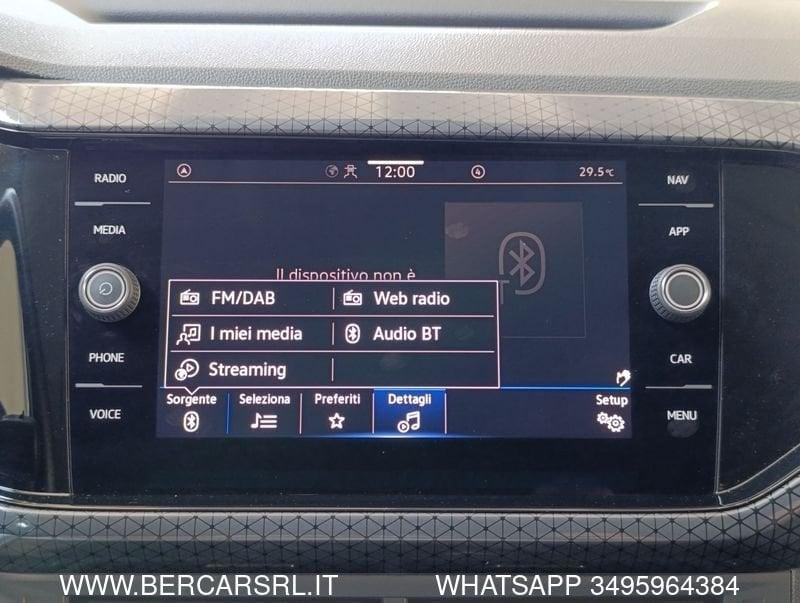 12:00
4
29.5°C
RADIO
MEDIA
PHONE
VOICE
NAV
APP
CAR
MENU
Il dispositivo non è
FM/DAB
Web radio
I miei media
Audio BT
Streaming
Sorgente
Seleziona
Preferiti
Dettagli
Setup
WWW.BERCARSRL.IT
WHATSAPP 3495964384